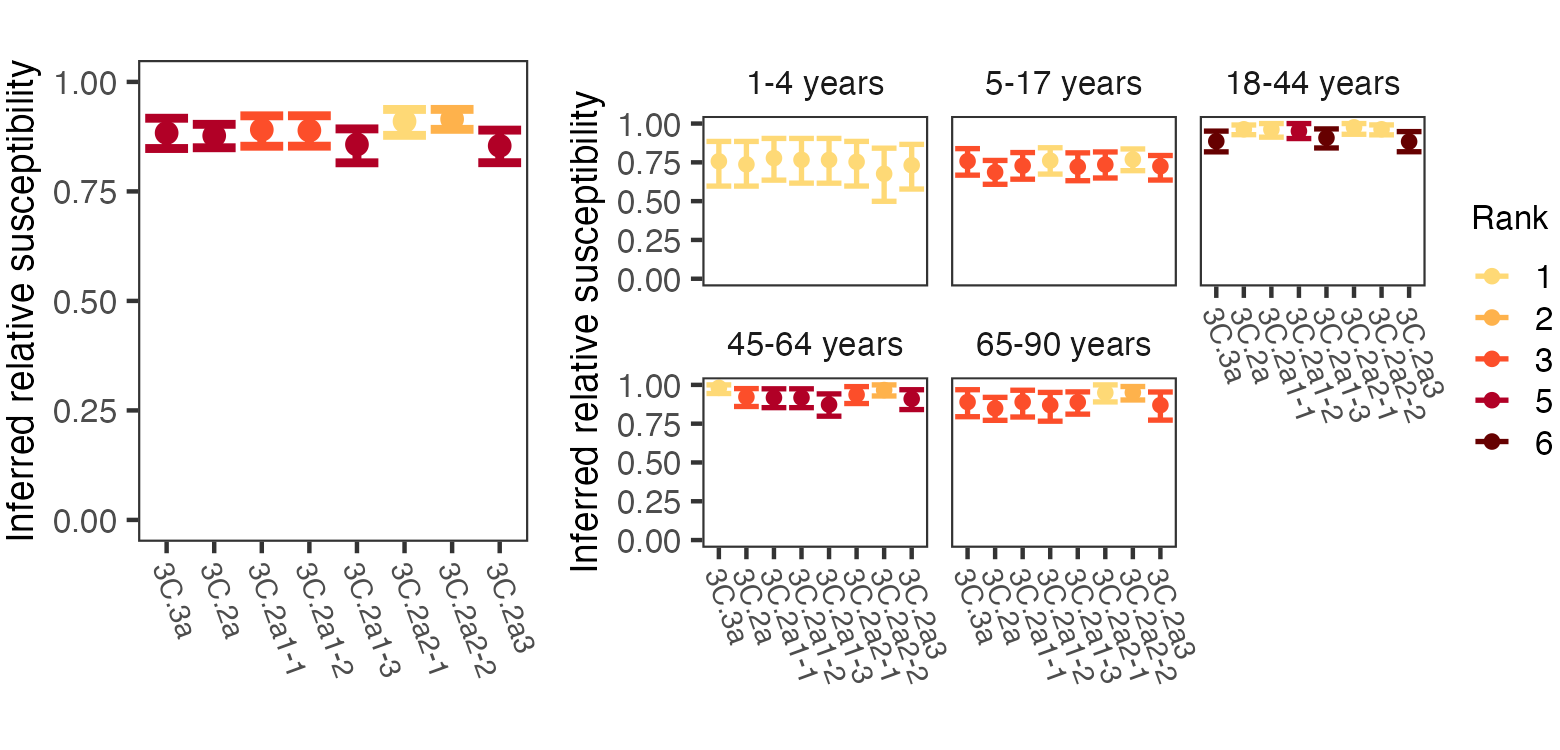 Inferred relative susceptibility
1.00
0.75
0.50
0.25
0.00
3C.3a
3C.2a
3C.2a1-1
3C.2a1-2
3C.2a1-3
3C.2a2-1
3C.2a2-2
3C.2a3
Inferred relative susceptibility
1-4 years
5-17 years
18-44 years
1.00
0.75
0.50
0.25
0.00
3C.3a
3C.2a
3C.2a1-1
3C.2a1-2
3C.2a1-3
3C.2a2-1
3C.2a2-2
3C.2a3
45-64 years
65-90 years
1.00
0.75
0.50
0.25
0.00
3C.3a
3C.2a
3C.2a1-1
3C.2a1-2
3C.2a1-3
3C.2a2-1
3C.2a2-2
3C.2a3
3C.3a
3C.2a
3C.2a1-1
3C.2a1-2
3C.2a1-3
3C.2a2-1
3C.2a2-2
3C.2a3
Rank
1
2
3
5
6